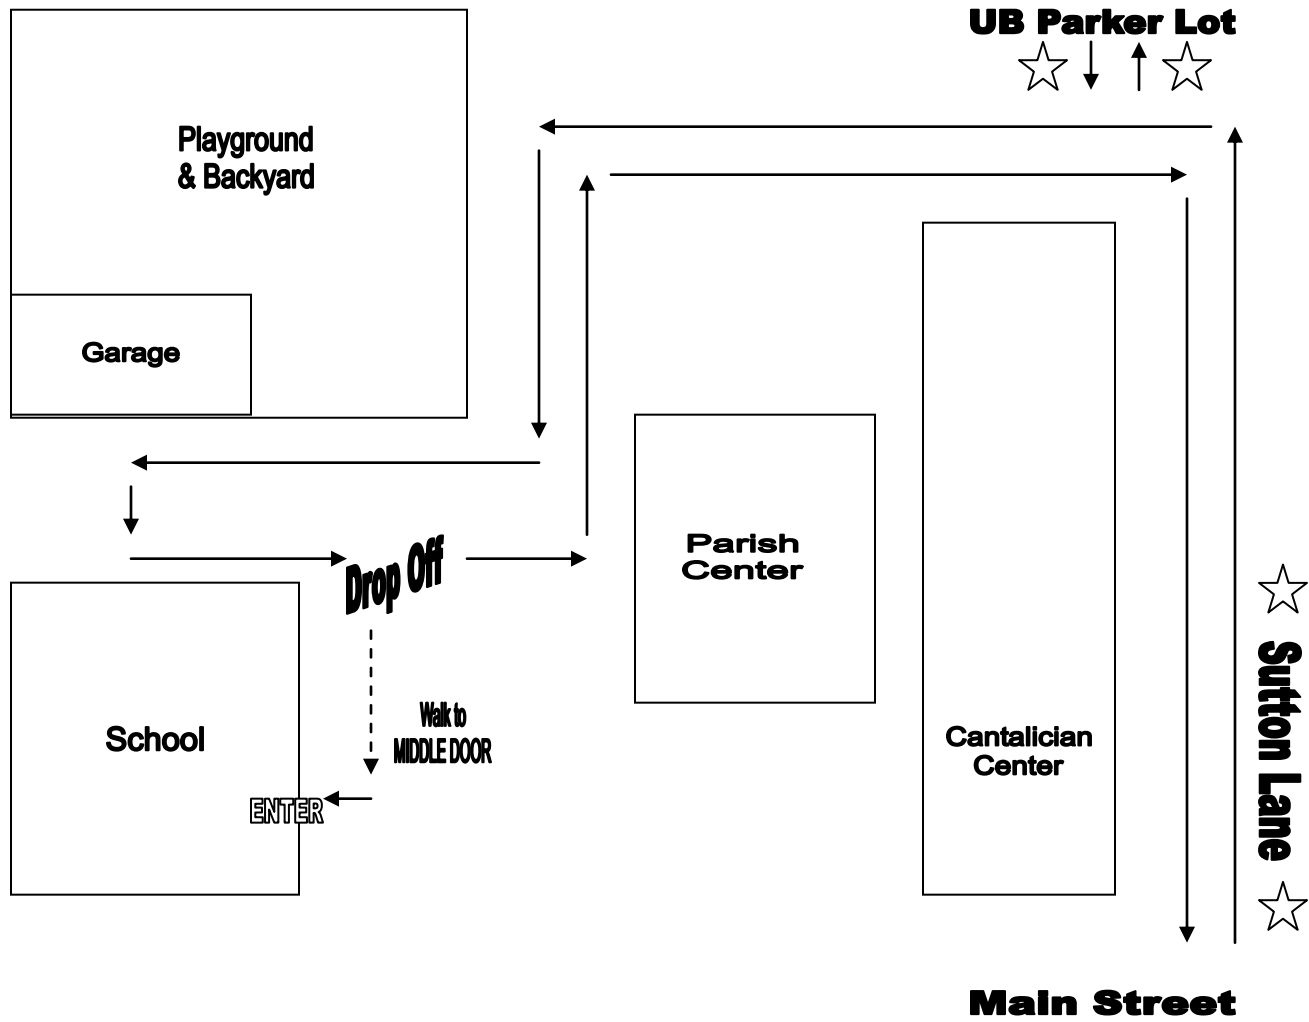 UB Parker Lot
Playground
& Backyard
Garage
Parish
Center
Drop Off
Sutton Lane
Walk to
MIDDLE DOOR
School
Cantalician
Center
ENTER
Main Street